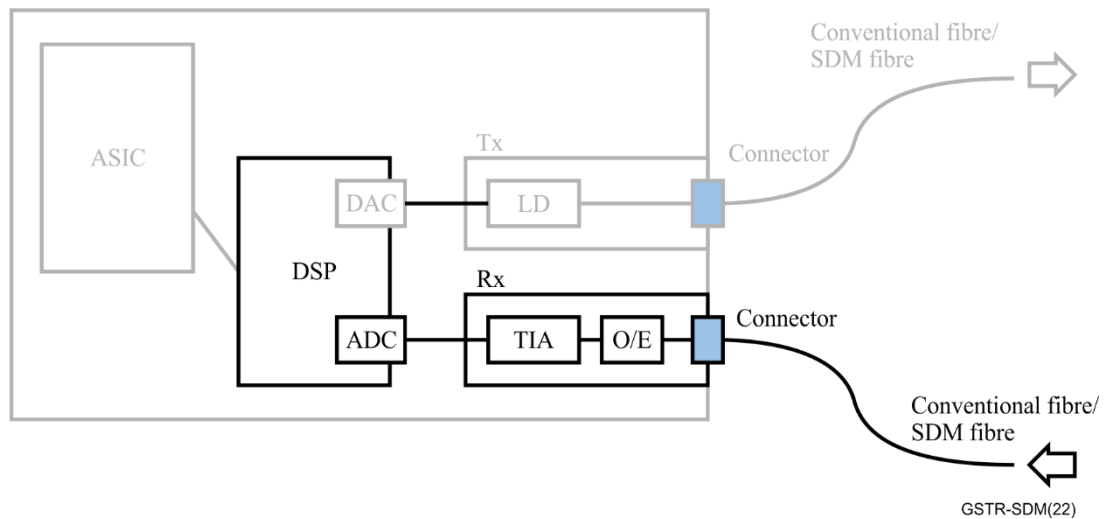 Conventional fibre/
SDM fibre
Tx
Connector
ASIC
DAC
LD
DSP
Rx
Connector
ADC
TIA
O/E
Conventional fibre/
SDM fibre
GSTR-SDM(22)